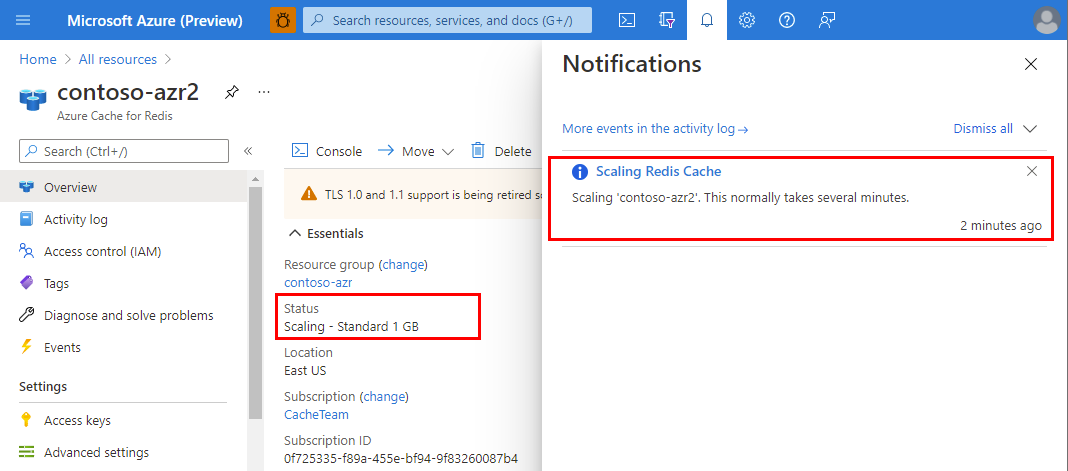 Microsoft Azure (Preview)
Search resources, services, and docs (G+/)
Home
All resources
contoso-azr2
Azure Cache for Redis
Search (Ctrl+/)
Overview
Activity log
Access control (IAM)
Tags
Diagnose and solve problems
Events
Settings
Access keys
Advanced settings
Console
Move
Delete
TLS 1.0 and 1.1 support is being retired
Essentials
Resource group (change)
contoso-azr
Status
Scaling - Standard 1 GB
Location
East US
Subscription (change)
CacheTeam
Subscription ID
0f725335-f89a-455e-bf94-9f83260087b4
Notifications
More events in the activity log→
Dismiss all
Scaling Redis Cache
Scaling 'contoso-azr2'. This normally takes several minutes.
2 minutes ago